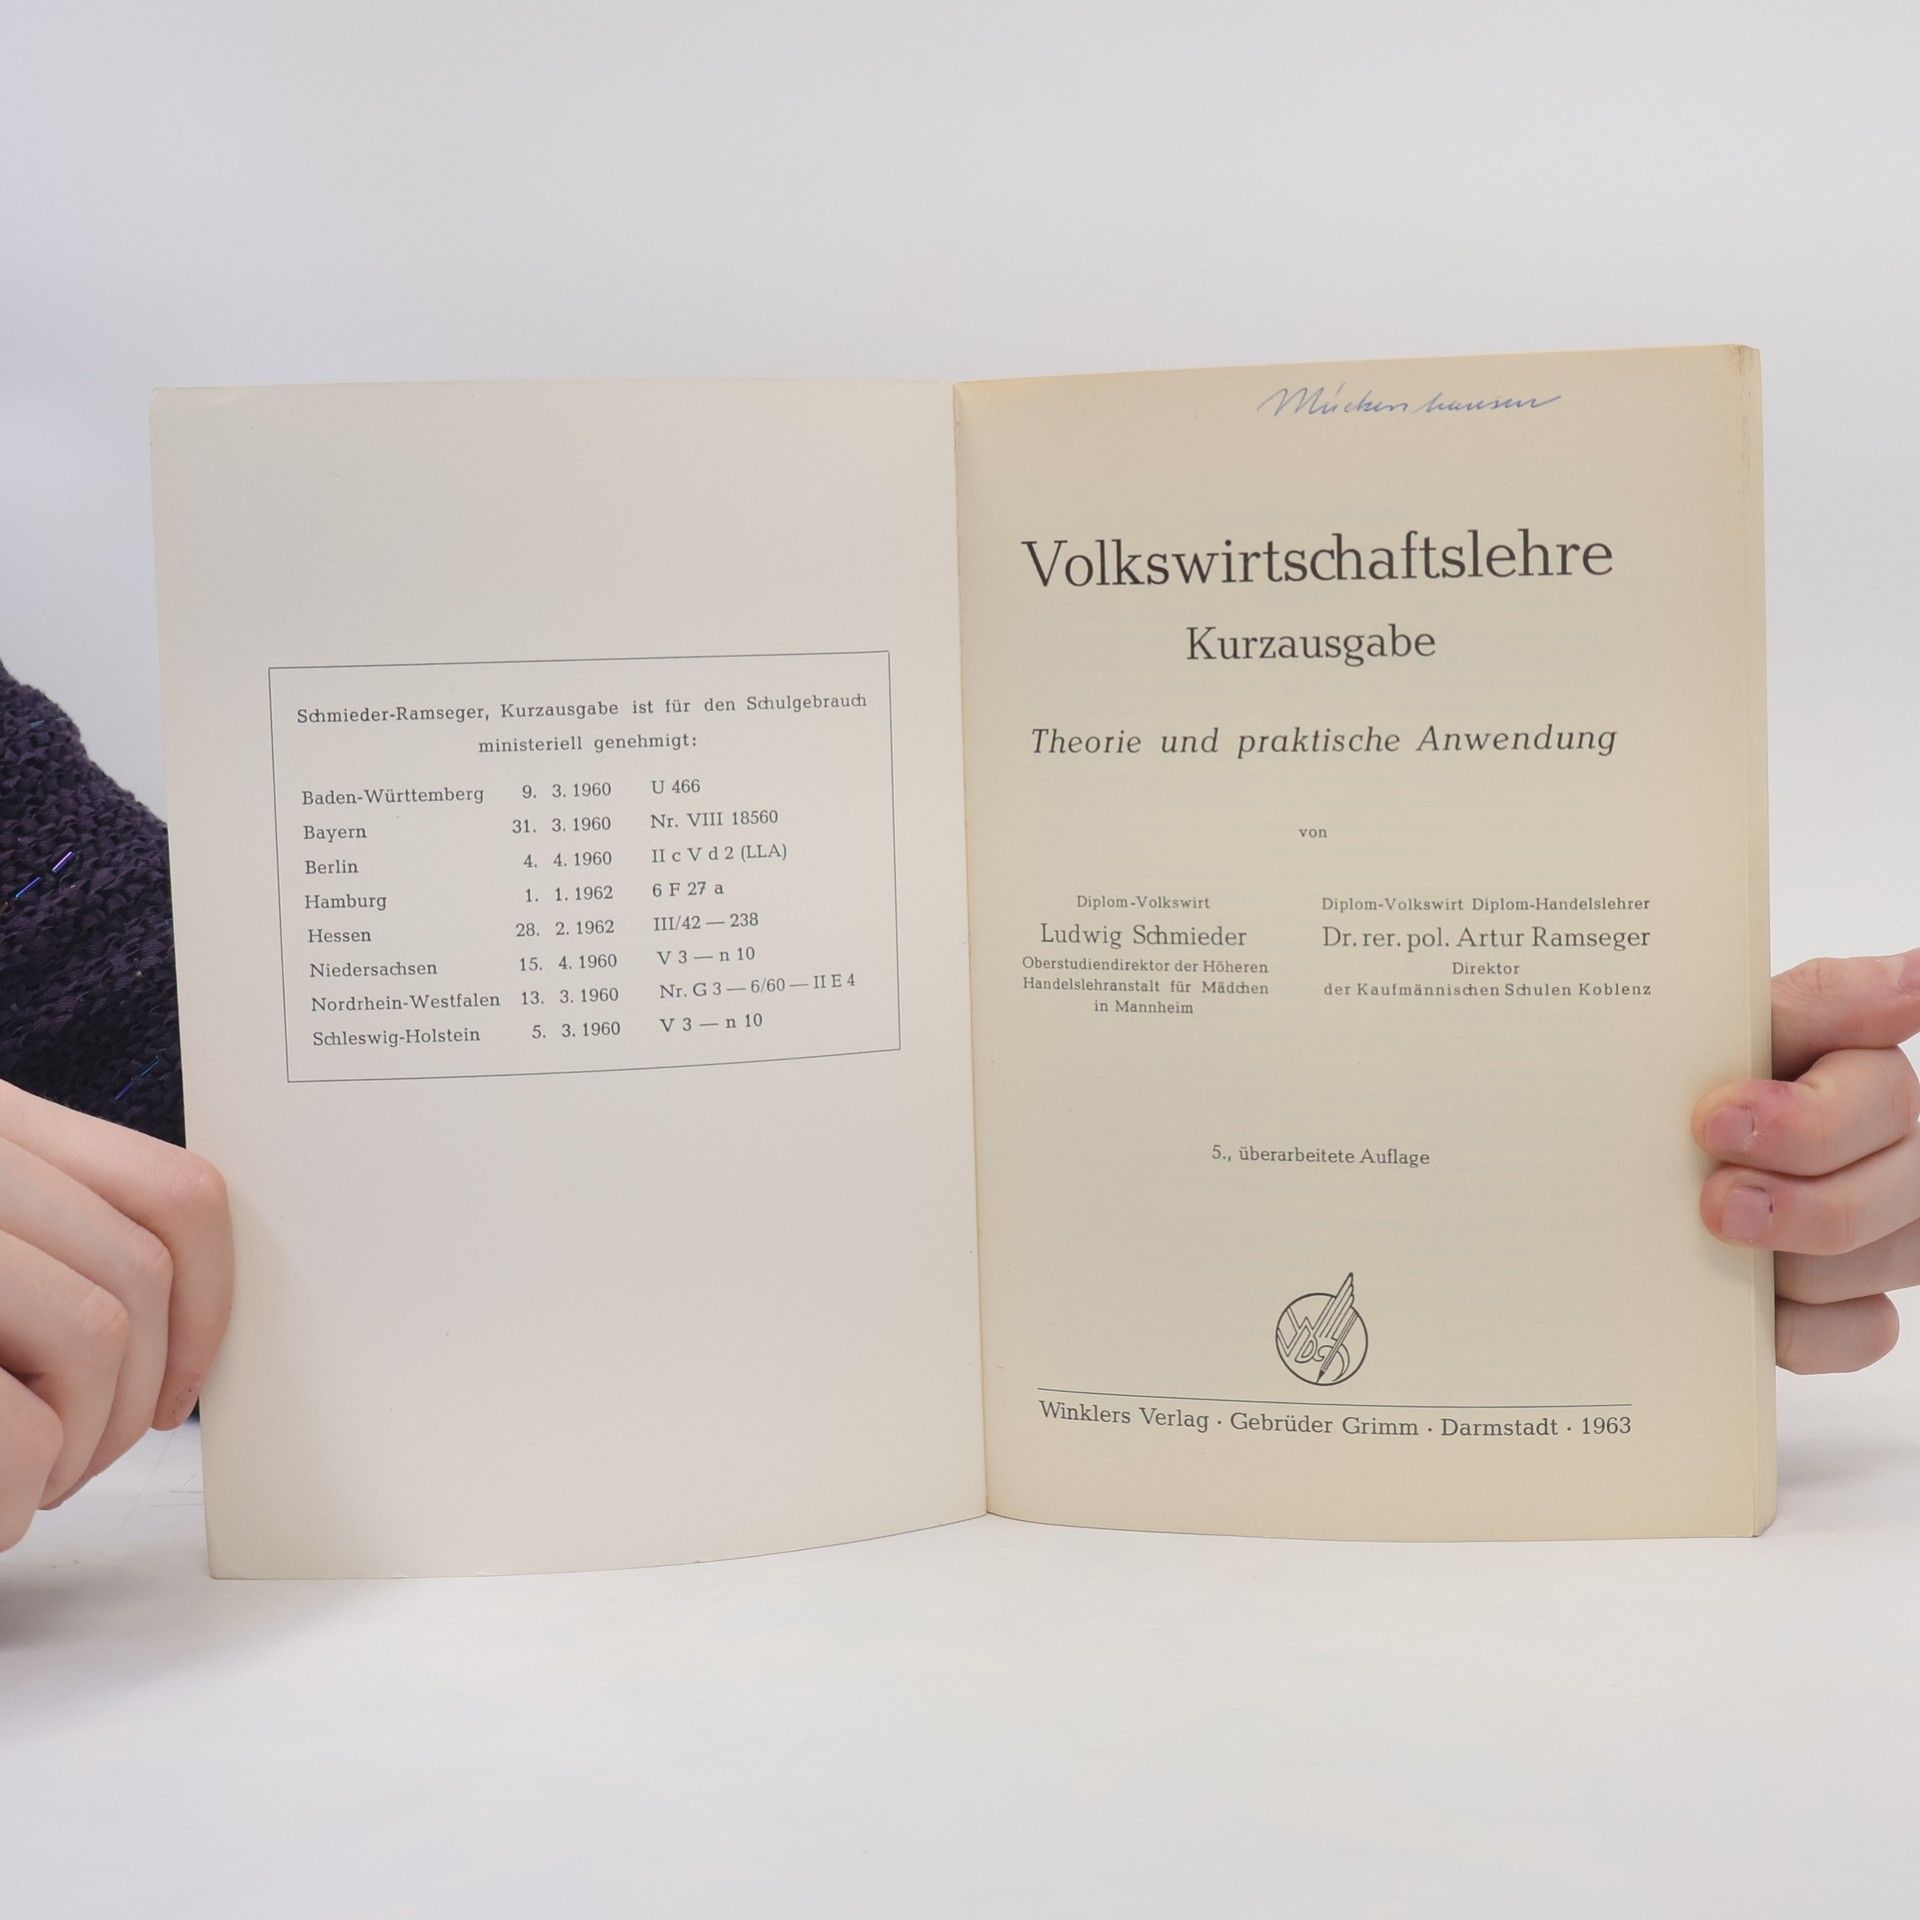 Schmieder-Ramseger, Kurzausgabe ist für den Schulgebrauch
ministeriell genehmigt:
Baden-Württemberg 9. 3. 1960 U 466
Bayern 31. 3. 1960 Nr. VIII 18560
Berlin 4. 4. 1960 II c V d 2 (LLA)
Hamburg 1. 1. 1962 6 F 27 a
Hessen 28. 2. 1962 III/42 — 238
Niedersachsen 15. 4. 1960 V 3 — n 10
Nordrhein-Westfalen 13. 3. 1960 Nr. G 3 — 6/60 — II E 4
Schleswig-Holstein 5. 3. 1960 V 3 — n 10
Mückenhausen
Volkswirtschaftslehre
Kurzausgabe
Theorie und praktische Anwendung
von
Diplom-Volkswirt
Ludwig Schmieder
Oberstudiendirektor der Höheren
Handelslehranstalt für Mädchen
in Mannheim
Diplom-Volkswirt Diplom-Handelslehrer
Dr. rer. pol. Artur Ramseger
Direktor
der Kaufmännischen Schulen Koblenz
5., überarbeitete Auflage
Winklers Verlag · Gebrüder Grimm · Darmstadt · 1963